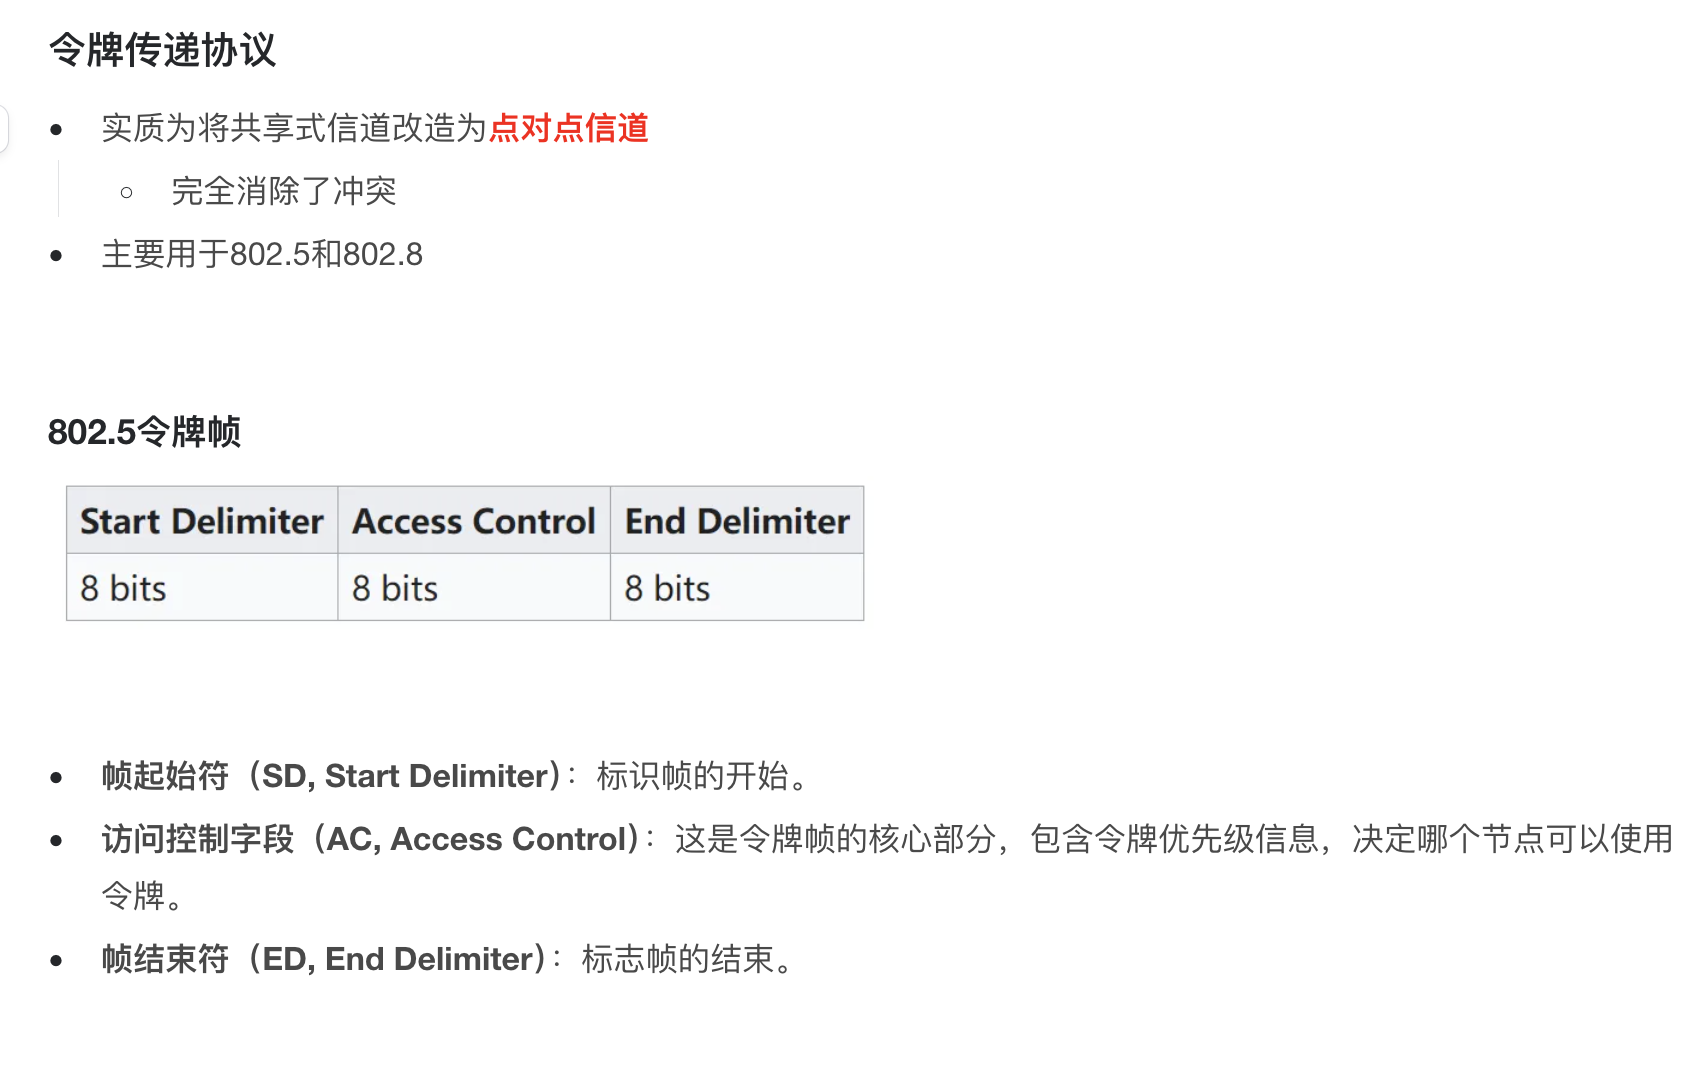 令牌传递协议
实质为将共享式信道改造为点对点信道
完全消除了冲突
主要用于802.5和802.8
802.5令牌帧
Start Delimiter Access Control End Delimiter
8 bits 8 bits 8 bits
帧起始符（SD, Start Delimiter）：标识帧的开始。
访问控制字段（AC, Access Control）：这是令牌帧的核心部分，包含令牌优先级信息，决定哪个节点可以使用
令牌。
帧结束符（ED, End Delimiter）：标志帧的结束。